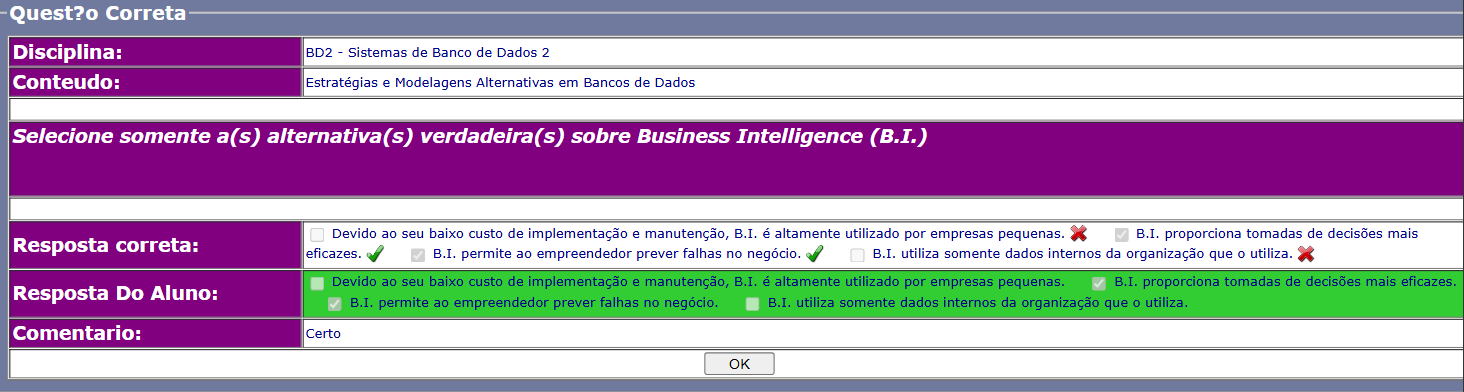 Quest?o Correta
Disciplina: BD2 - Sistemas de Banco de Dados 2
Conteudo: Estratégias e Modelagens Alternativas em Bancos de Dados
Selecione somente a(s) alternativa(s) verdadeira(s) sobre Business Intelligence (B.I.)
Resposta correta: Devido ao seu baixo custo de implementação e manutenção, B.I. é altamente utilizado por empresas pequenas. B.I. proporciona tomadas de decisões mais
eficazes. B.I. permite ao empreendedor prever falhas no negócio. B.I. utiliza somente dados internos da organização que o utiliza.
Resposta Do Aluno: Devido ao seu baixo custo de implementação e manutenção, B.I. é altamente utilizado por empresas pequenas. B.I. proporciona tomadas de decisões mais eficazes.
B.I. permite ao empreendedor prever falhas no negócio. B.I. utiliza somente dados internos da organização que o utiliza.
Comentario: Certo
OK